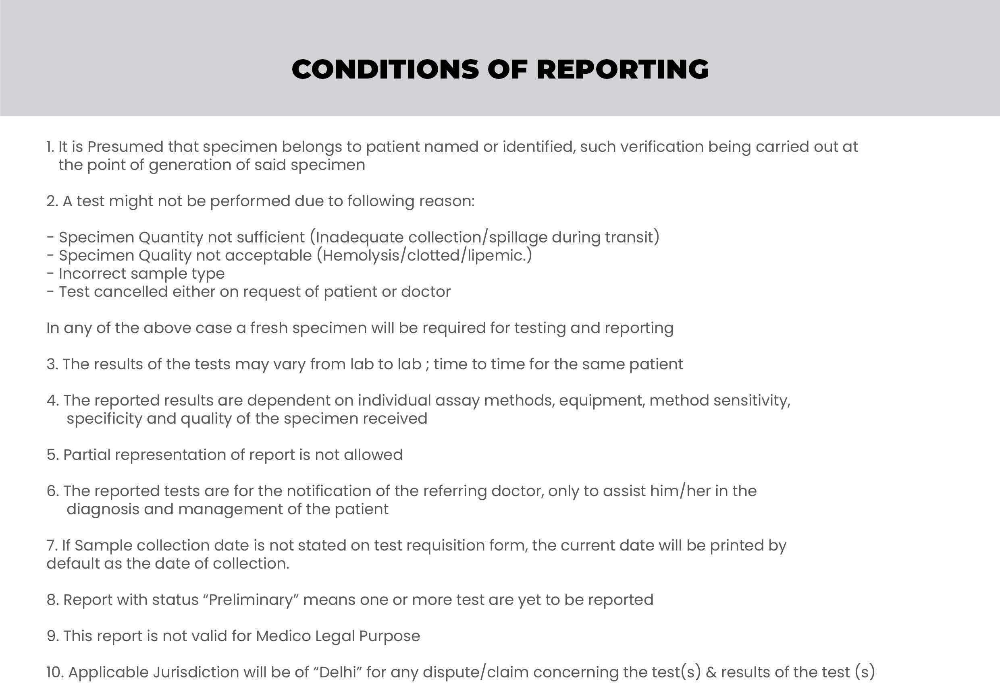 CONDITIONS OF REPORTING
1. It is Presumed that specimen belongs to patient named or identified, such verification being carried out at
the point of generation of said specimen
2. A test might not be performed due to following reason:
- Specimen Quantity not sufficient (Inadequate collection/spillage during transit)
- Specimen Quality not acceptable (Hemolysis/clotted/lipemic.)
- Incorrect sample type
- Test cancelled either on request of patient or doctor
In any of the above case a fresh specimen will be required for testing and reporting
3. The results of the tests may vary from lab to lab ; time to time for the same patient
4. The reported results are dependent on individual assay methods, equipment, method sensitivity,
specificity and quality of the specimen received
5. Partial representation of report is not allowed
6. The reported tests are for the notification of the referring doctor, only to assist him/her in the
diagnosis and management of the patient
7. If Sample collection date is not stated on test requisition form, the current date will be printed by
default as the date of collection.
8. Report with status “Preliminary” means one or more test are yet to be reported
9. This report is not valid for Medico Legal Purpose
10. Applicable Jurisdiction will be of “Delhi” for any dispute/claim concerning the test(s) & results of the test (s)